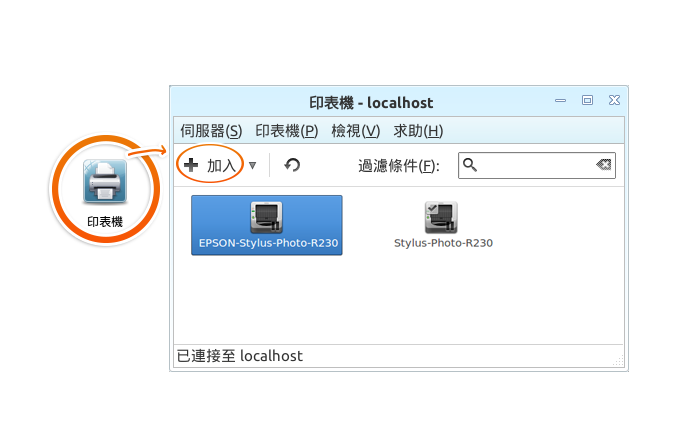 印表機 - localhost
伺服器(S) 印表機(P) 檢視(V) 求助(H)
加入 過濾條件(F):
印表機
EPSON-Stylus-Photo-R230 Stylus-Photo-R230
已連接至 localhost